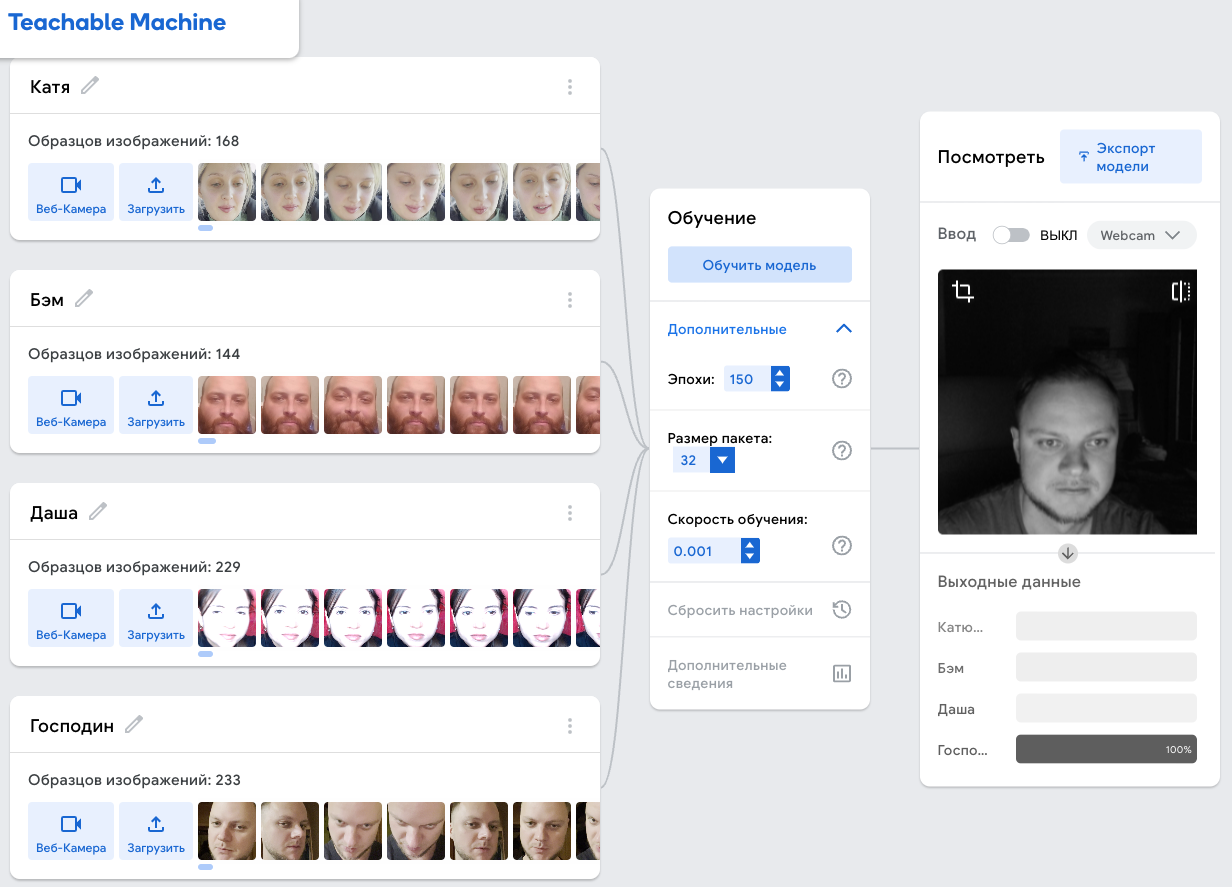 Teachable Machine
Катя
Образцов изображений: 168
Веб-Камера
Загрузить
Бэм
Образцов изображений: 144
Веб-Камера
Загрузить
Даша
Образцов изображений: 229
Веб-Камера
Загрузить
Господин
Образцов изображений: 233
Веб-Камера
Загрузить
Обучение
Обучить модель
Дополнительные
Эпохи: 150
Размер пакета:
32
Скорость обучения:
0.001
Сбросить настройки
Дополнительные
сведения
Посмотреть
Экспорт
модели
Ввод ВЫКЛ Webcam
Выходные данные
Катю...
Бэм
Даша
Госпо... 100%